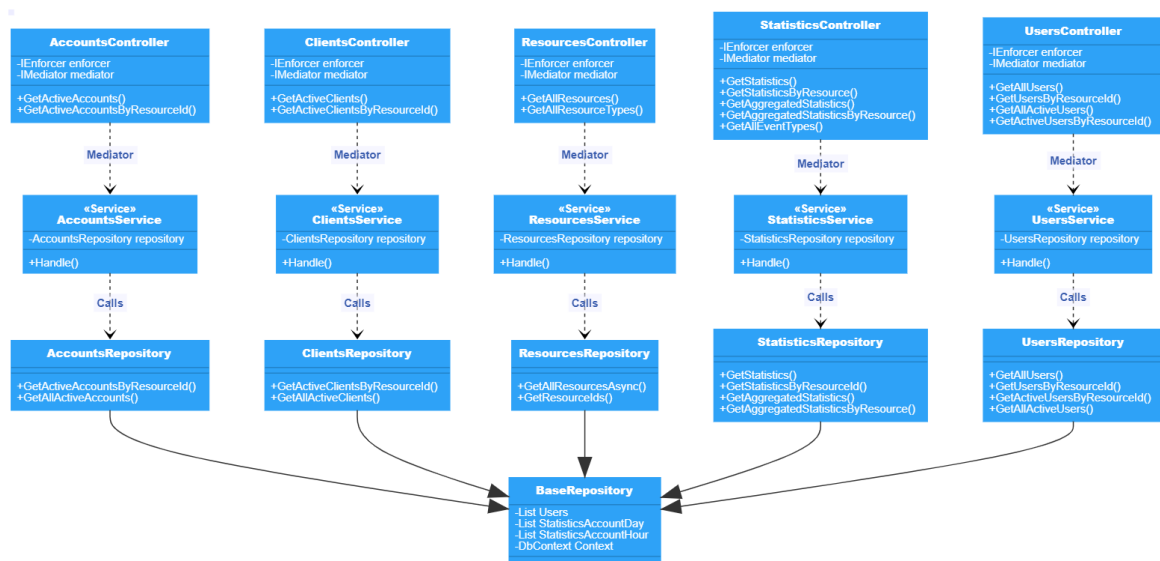 AccountsController
-IEnforcer enforcer
-IMediator mediator
+GetActiveAccounts()
+GetActiveAccountsByResourceId()
ClientsController
-IEnforcer enforcer
-IMediator mediator
+GetActiveClients()
+GetActiveClientsByResourceId()
ResourcesController
-IEnforcer enforcer
-IMediator mediator
+GetAllResources()
+GetAllResourceTypes()
StatisticsController
-IEnforcer enforcer
-IMediator mediator
+GetStatistics()
+GetStatisticsByResource()
+GetAggregatedStatistics()
+GetAggregatedStatisticsByResource()
+GetAllEventTypes()
UsersController
-IEnforcer enforcer
-IMediator mediator
+GetAllUsers()
+GetUsersByResourceId()
+GetAllActiveUsers()
+GetActiveUsersByResourceId()
Mediator
Mediator
Mediator
Mediator
Mediator
«Service»
AccountsService
-AccountsRepository repository
+Handle()
«Service»
ClientsService
-ClientsRepository repository
+Handle()
«Service»
ResourcesService
-ResourcesRepository repository
+Handle()
«Service»
StatisticsService
-StatisticsRepository repository
+Handle()
«Service»
UsersService
-UsersRepository repository
+Handle()
Calls
Calls
Calls
Calls
Calls
AccountsRepository
+GetActiveAccountsByResourceId()
+GetAllActiveAccounts()
ClientsRepository
+GetActiveClientsByResourceId()
+GetAllActiveClients()
ResourcesRepository
+GetAllResourcesAsync()
+GetResourceIds()
StatisticsRepository
+GetStatistics()
+GetStatisticsByResourceId()
+GetAggregatedStatistics()
+GetAggregatedStatisticsByResource()
UsersRepository
+GetAllUsers()
+GetUsersByResourceId()
+GetActiveUsersByResourceId()
+GetAllActiveUsers()
BaseRepository
-List Users
-List StatisticsAccountDay
-List StatisticsAccountHour
-DbContext Context